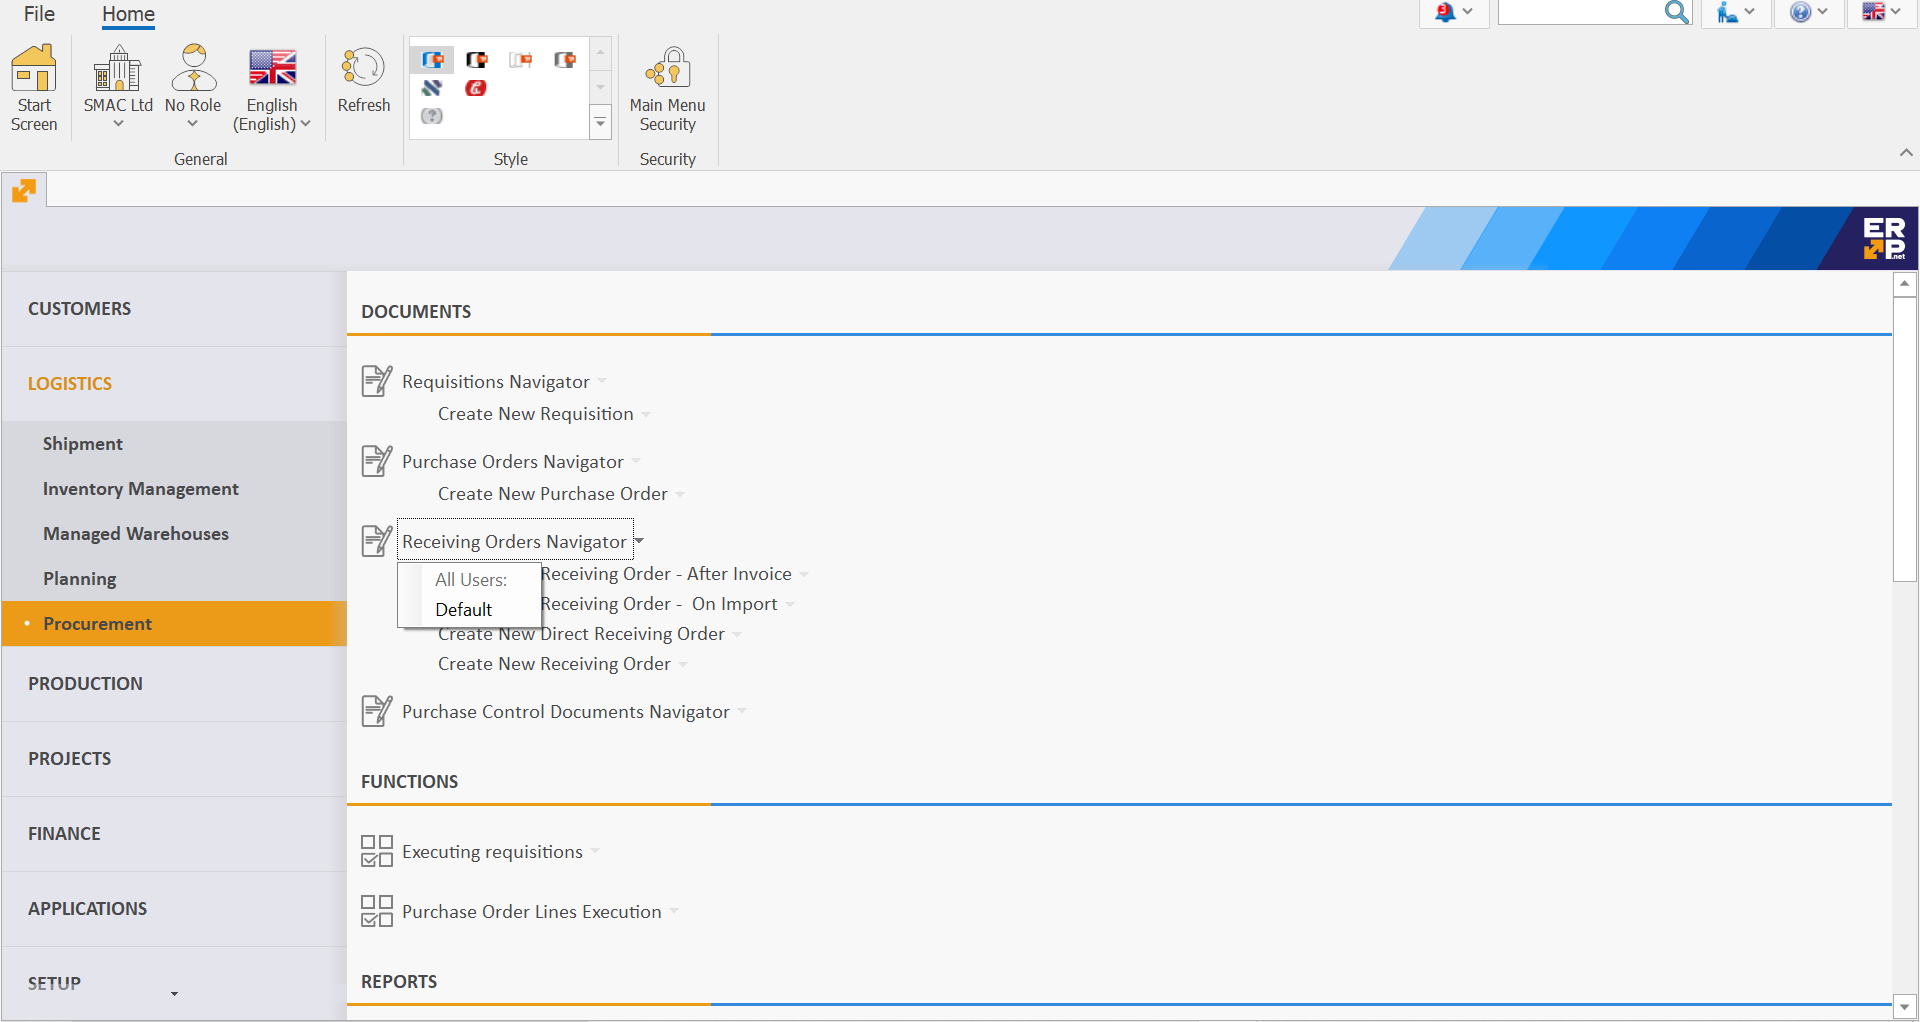 File
Home
3
Start
Screen
SMAC Ltd
No Role
English
(English)
Refresh
Main Menu
Security
General
Style
Security
ERP.net
CUSTOMERS
LOGISTICS
Shipment
Inventory Management
Managed Warehouses
Planning
• Procurement
PRODUCTION
PROJECTS
FINANCE
APPLICATIONS
SETUP
DOCUMENTS
Requisitions Navigator
Create New Requisition
Purchase Orders Navigator
Create New Purchase Order
Receiving Orders Navigator
All Users:
Default
Receiving Order - After Invoice
Receiving Order - On Import
Create New Direct Receiving Order
Create New Receiving Order
Purchase Control Documents Navigator
FUNCTIONS
Executing requisitions
Purchase Order Lines Execution
REPORTS